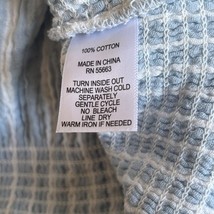 100% COTTON
MADE IN CHINA
RN 55663
TURN INSIDE OUT
MACHINE WASH COLD
SEPARATELY
GENTLE CYCLE
NO BLEACH
LINE DRY
WARM IRON IF NEEDED